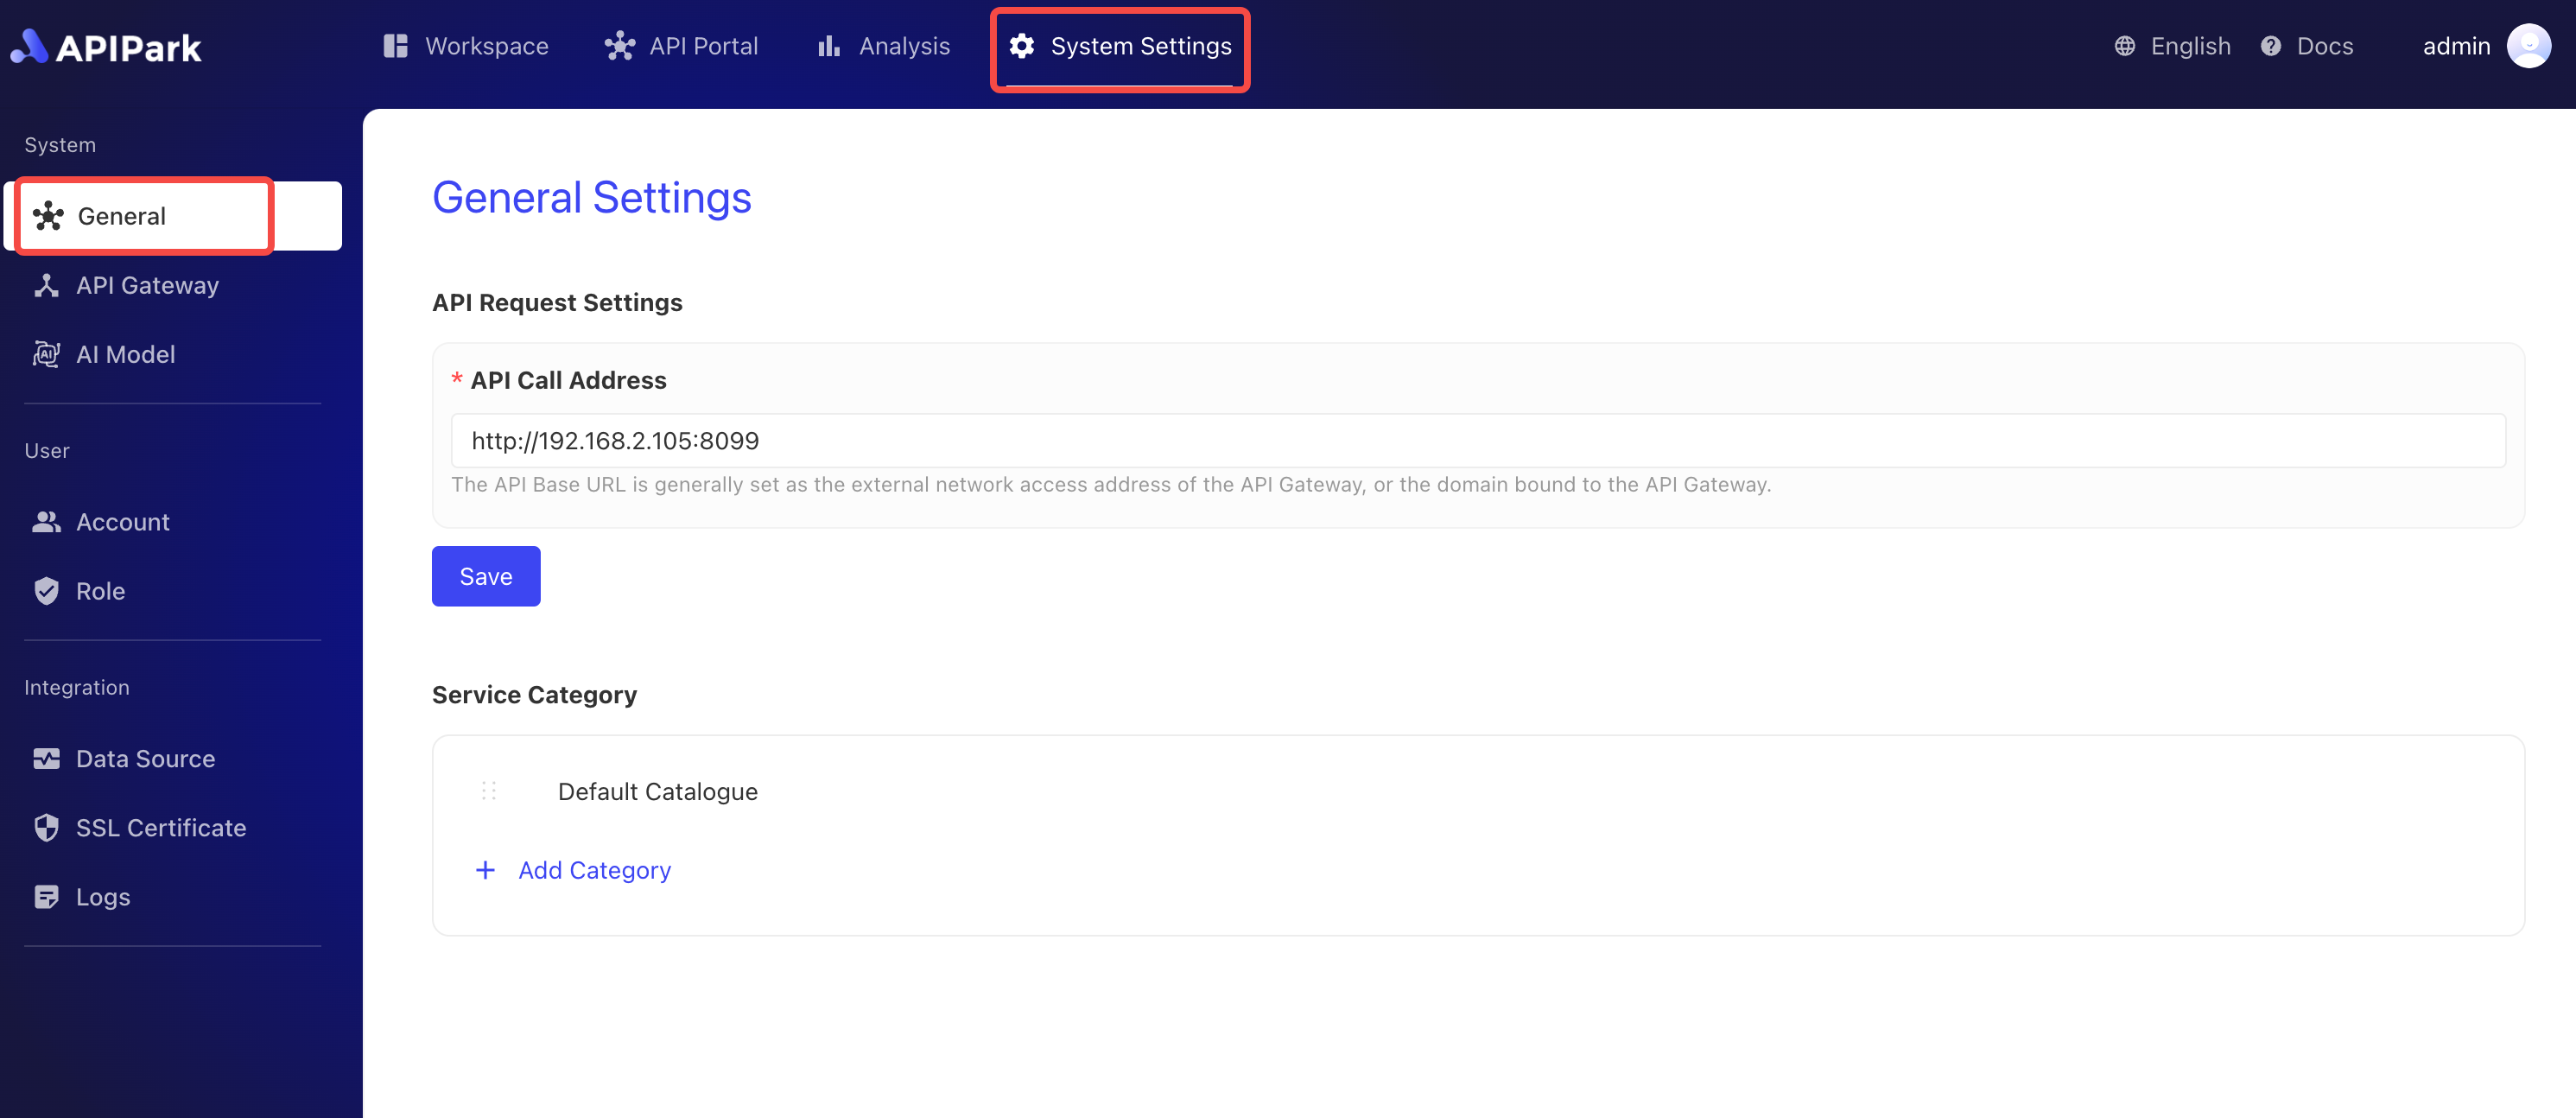 APIPark
Workspace
API Portal
Analysis
System Settings
English
Docs
admin
System
General
API Gateway
AI Model
User
Account
Role
Integration
Data Source
SSL Certificate
Logs
General Settings
API Request Settings
* API Call Address
http://192.168.2.105:8099
The API Base URL is generally set as the external network access address of the API Gateway, or the domain bound to the API Gateway.
Save
Service Category
Default Catalogue
+ Add Category